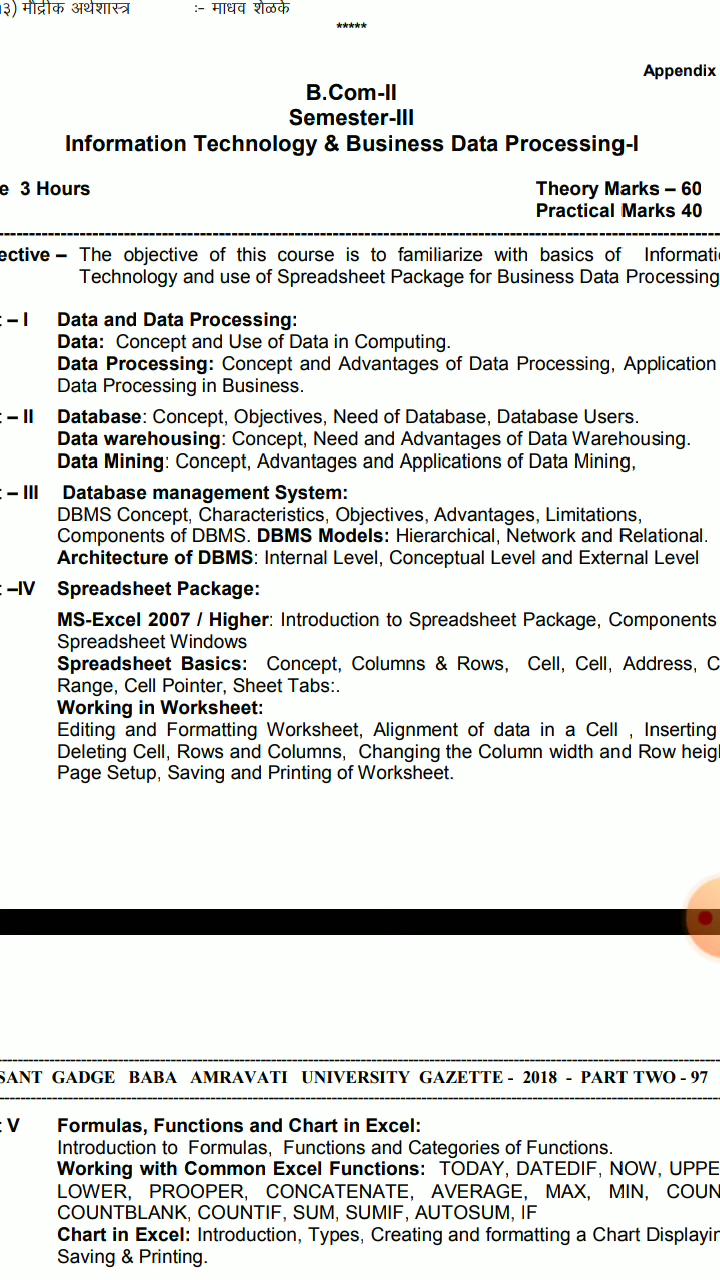 १३) मौद्रीक अर्थशास्त्र :- माधव शेळके
*****
Appendix
B.Com-II
Semester-III
Information Technology & Business Data Processing-I
e 3 Hours Theory Marks – 60
Practical Marks 40
ective – The objective of this course is to familiarize with basics of Informati
Technology and use of Spreadsheet Package for Business Data Processing
t – I Data and Data Processing:
Data: Concept and Use of Data in Computing.
Data Processing: Concept and Advantages of Data Processing, Application
Data Processing in Business.
t – II Database: Concept, Objectives, Need of Database, Database Users.
Data warehousing: Concept, Need and Advantages of Data Warehousing.
Data Mining: Concept, Advantages and Applications of Data Mining,
t – III Database management System:
DBMS Concept, Characteristics, Objectives, Advantages, Limitations,
Components of DBMS. DBMS Models: Hierarchical, Network and Relational.
Architecture of DBMS: Internal Level, Conceptual Level and External Level
t –IV Spreadsheet Package:
MS-Excel 2007 / Higher: Introduction to Spreadsheet Package, Components
Spreadsheet Windows
Spreadsheet Basics: Concept, Columns & Rows, Cell, Cell, Address, C
Range, Cell Pointer, Sheet Tabs:.
Working in Worksheet:
Editing and Formatting Worksheet, Alignment of data in a Cell , Inserting
Deleting Cell, Rows and Columns, Changing the Column width and Row heig
Page Setup, Saving and Printing of Worksheet.
SANT GADGE BABA AMRAVATI UNIVERSITY GAZETTE - 2018 - PART TWO - 97
t V Formulas, Functions and Chart in Excel:
Introduction to Formulas, Functions and Categories of Functions.
Working with Common Excel Functions: TODAY, DATEDIF, NOW, UPPE
LOWER, PROOPER, CONCATENATE, AVERAGE, MAX, MIN, COUN
COUNTBLANK, COUNTIF, SUM, SUMIF, AUTOSUM, IF
Chart in Excel: Introduction, Types, Creating and formatting a Chart Displayin
Saving & Printing.